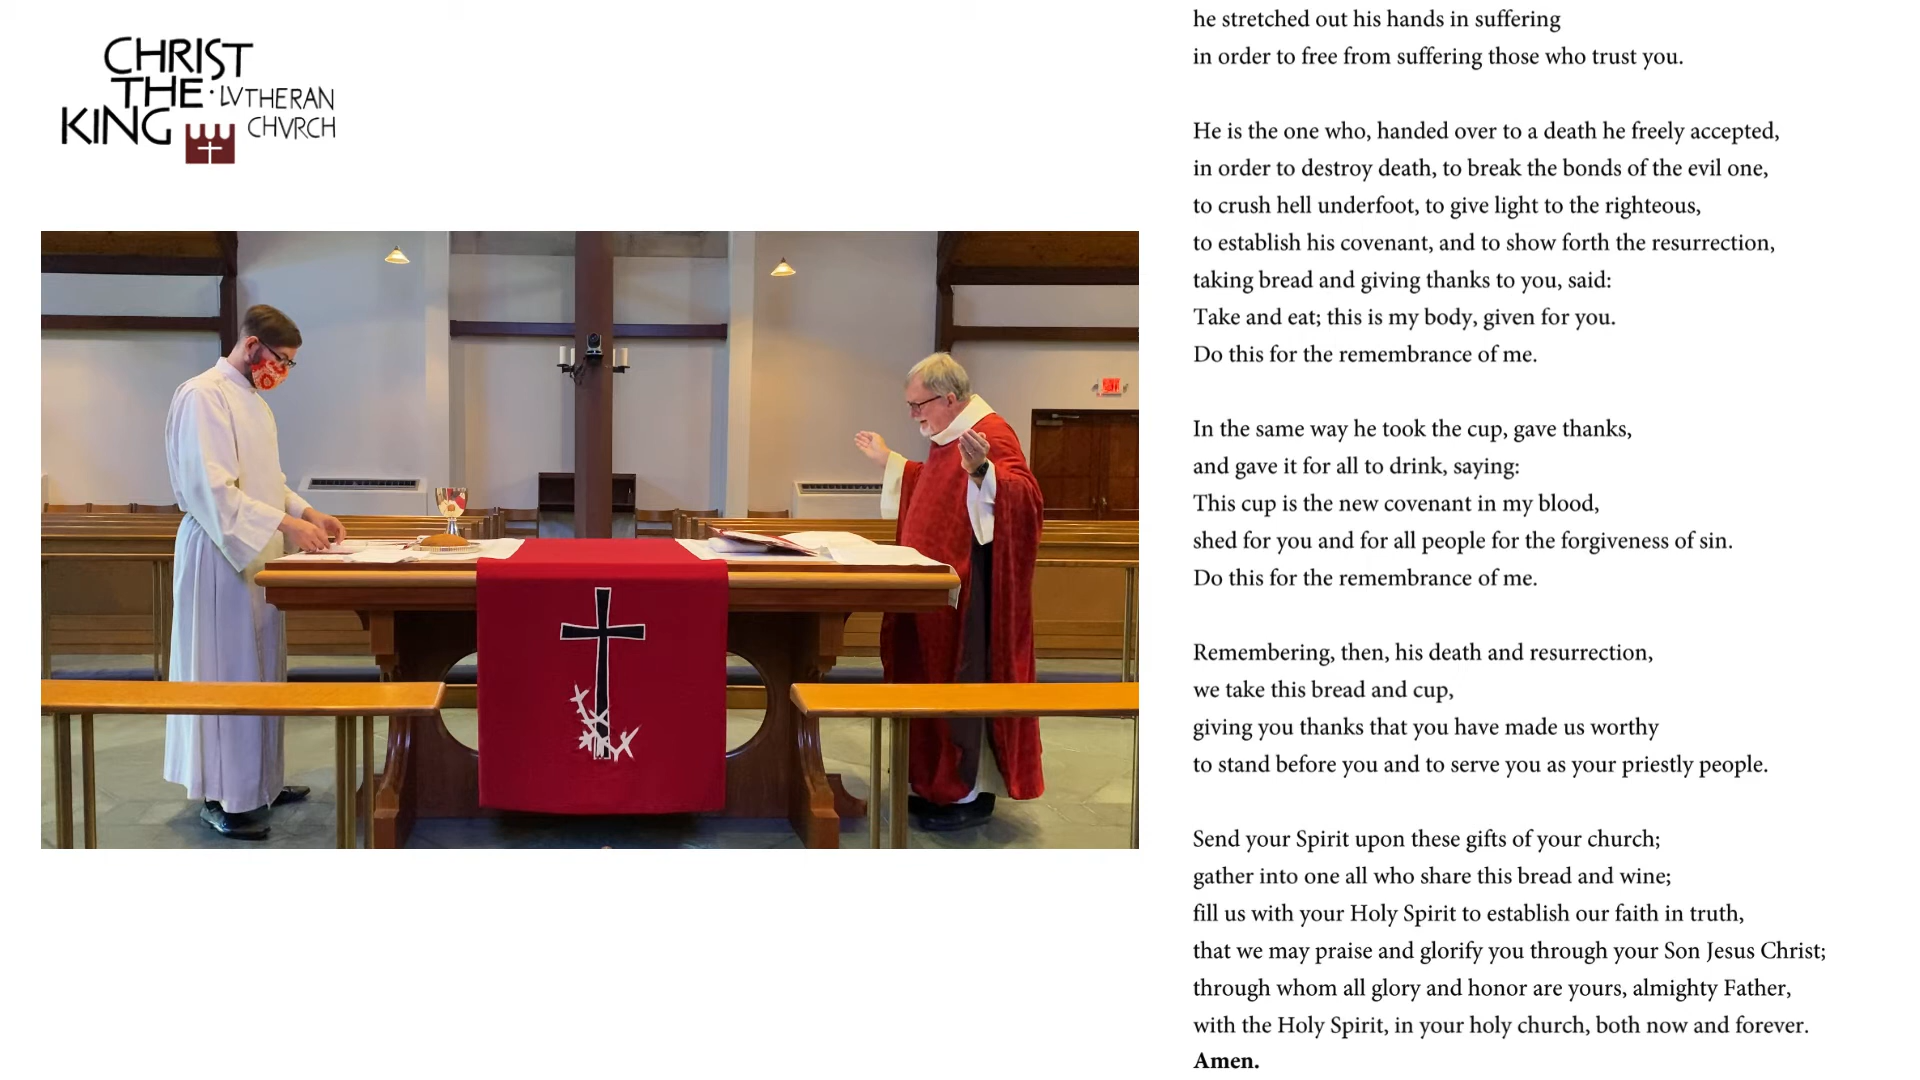 CHRIST
THE · LVTHERAN
KING CHVRCH
he stretched out his hands in suffering
in order to free from suffering those who trust you.
He is the one who, handed over to a death he freely accepted,
in order to destroy death, to break the bonds of the evil one,
to crush hell underfoot, to give light to the righteous,
to establish his covenant, and to show forth the resurrection,
taking bread and giving thanks to you, said:
Take and eat; this is my body, given for you.
Do this for the remembrance of me.
In the same way he took the cup, gave thanks,
and gave it for all to drink, saying:
This cup is the new covenant in my blood,
shed for you and for all people for the forgiveness of sin.
Do this for the remembrance of me.
Remembering, then, his death and resurrection,
we take this bread and cup,
giving you thanks that you have made us worthy
to stand before you and to serve you as your priestly people.
Send your Spirit upon these gifts of your church;
gather into one all who share this bread and wine;
fill us with your Holy Spirit to establish our faith in truth,
that we may praise and glorify you through your Son Jesus Christ;
through whom all glory and honor are yours, almighty Father,
with the Holy Spirit, in your holy church, both now and forever.
Amen.